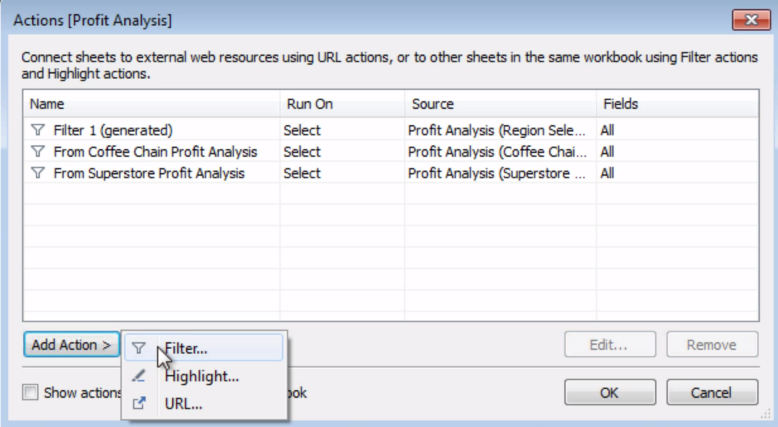 Actions [Profit Analysis]
Connect sheets to external web resources using URL actions, or to other sheets in the same workbook using Filter actions
and Highlight actions.
Name Run On Source Fields
Filter 1 (generated) Select Profit Analysis (Region Sele... All
From Coffee Chain Profit Analysis Select Profit Analysis (Coffee Chai... All
From Superstore Profit Analysis Select Profit Analysis (Superstore ... All
Add Action > Filter... Edit... Remove
Highlight...
Show actions ook OK Cancel
URL...